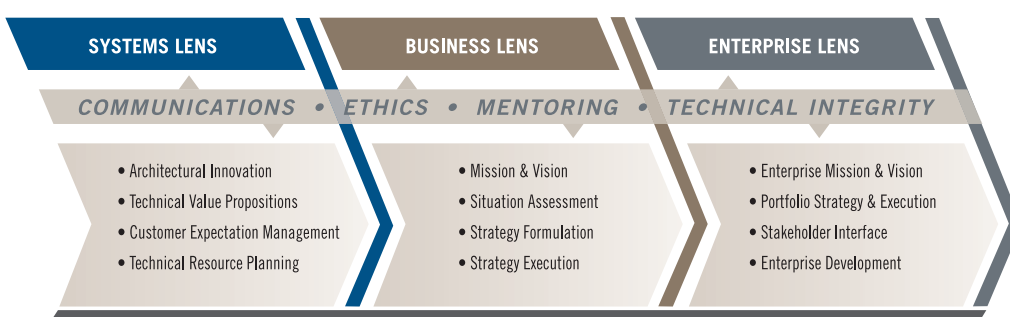 SYSTEMS LENS
BUSINESS LENS
ENTERPRISE LENS
COMMUNICATIONS • ETHICS • MENTORING • TECHNICAL INTEGRITY
• Architectural Innovation
• Technical Value Propositions
• Customer Expectation Management
• Technical Resource Planning
• Mission & Vision
• Situation Assessment
• Strategy Formulation
• Strategy Execution
• Enterprise Mission & Vision
• Portfolio Strategy & Execution
• Stakeholder Interface
• Enterprise Development